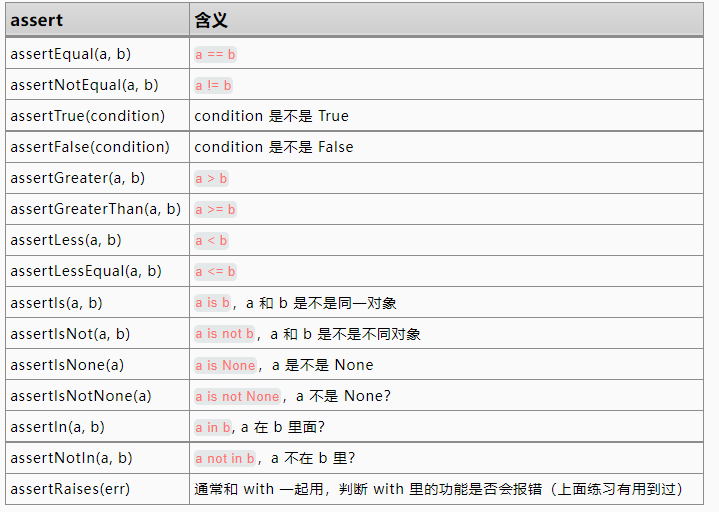 assert 含义
assertEqual(a, b) a == b
assertNotEqual(a, b) a != b
assertTrue(condition) condition 是不是 True
assertFalse(condition) condition 是不是 False
assertGreater(a, b) a > b
assertGreaterThan(a, b) a >= b
assertLess(a, b) a < b
assertLessEqual(a, b) a <= b
assertIs(a, b) a is b，a 和 b 是不是同一对象
assertIsNot(a, b) a is not b，a 和 b 是不是不同对象
assertIsNone(a) a is None，a 是不是 None
assertIsNotNone(a) a is not None，a 不是 None？
assertIn(a, b) a in b, a 在 b 里面？
assertNotIn(a, b) a not in b，a 不在 b 里？
assertRaises(err) 通常和 with 一起用，判断 with 里的功能是否会报错（上面练习有用到过）